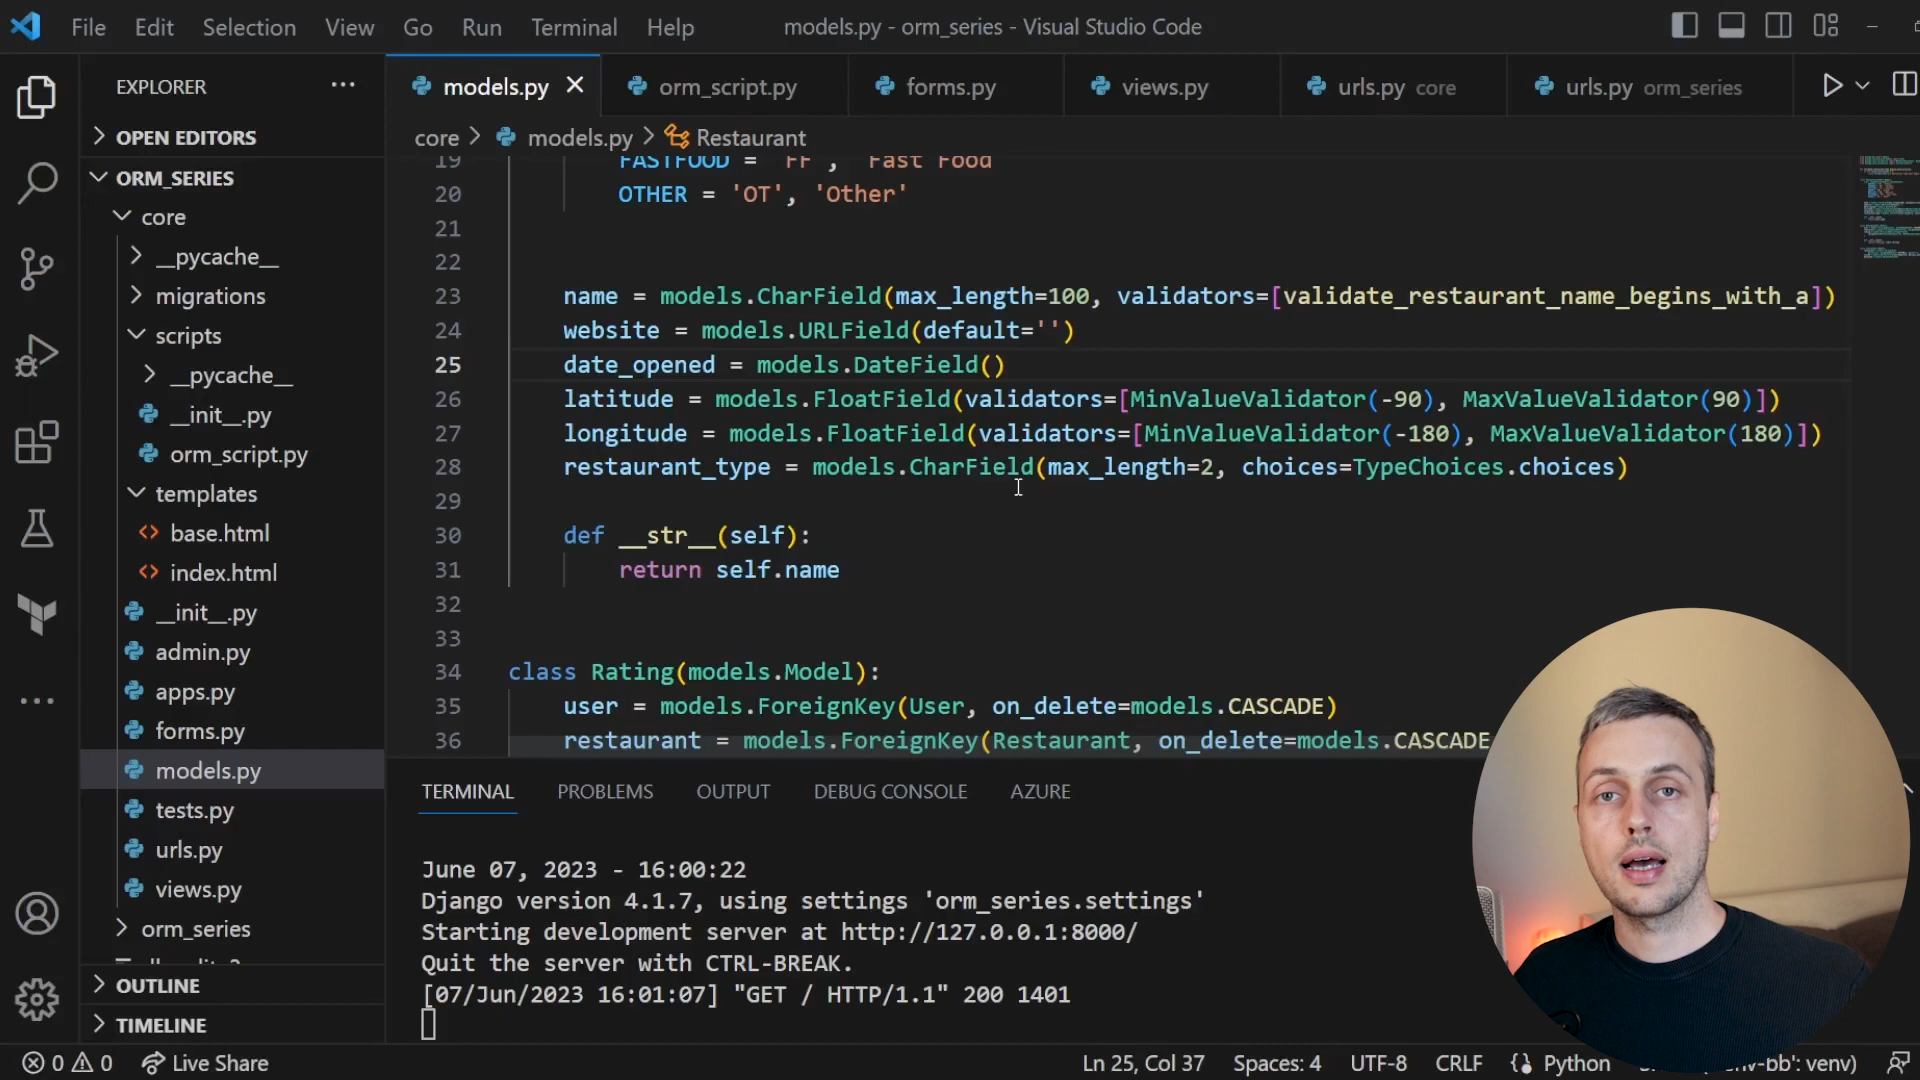 File Edit Selection View Go Run Terminal Help models.py - orm_series - Visual Studio Code
EXPLORER
models.py orm_script.py forms.py views.py urls.py core urls.py orm_series
OPEN EDITORS
core > models.py > Restaurant
ORM_SERIES
core
__pycache__
migrations
scripts
__pycache__
__init__.py
orm_script.py
templates
base.html
index.html
__init__.py
admin.py
apps.py
forms.py
models.py
tests.py
urls.py
views.py
orm_series
OUTLINE
TIMELINE
19 FASTFOOD = 'FF', 'Fast Food'
20 OTHER = 'OT', 'Other'
21
22
23 name = models.CharField(max_length=100, validators=[validate_restaurant_name_begins_with_a])
24 website = models.URLField(default='')
25 date_opened = models.DateField()
26 latitude = models.FloatField(validators=[MinValueValidator(-90), MaxValueValidator(90)])
27 longitude = models.FloatField(validators=[MinValueValidator(-180), MaxValueValidator(180)])
28 restaurant_type = models.CharField(max_length=2, choices=TypeChoices.choices)
29
30 def __str__(self):
31 return self.name
32
33
34 class Rating(models.Model):
35 user = models.ForeignKey(User, on_delete=models.CASCADE)
36 restaurant = models.ForeignKey(Restaurant, on_delete=models.CASCADE
TERMINAL PROBLEMS OUTPUT DEBUG CONSOLE AZURE
June 07, 2023 - 16:00:22
Django version 4.1.7, using settings 'orm_series.settings'
Starting development server at http://127.0.0.1:8000/
Quit the server with CTRL-BREAK.
[07/Jun/2023 16:01:07] "GET / HTTP/1.1" 200 1401
0 0 Live Share Ln 25, Col 37 Spaces: 4 UTF-8 CRLF Python venv)